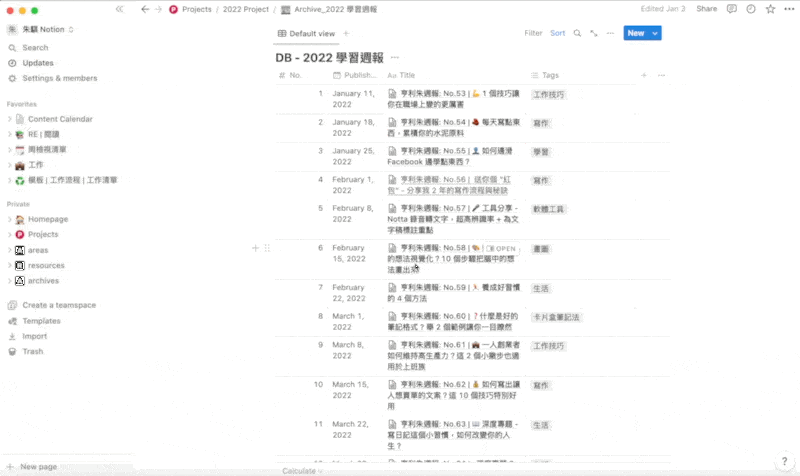 Projects / 2022 Project / Archive_2022 學習週報
Edited Jan 3 Share
朱騏 Notion
Search
Updates
Settings & members
Favorites
Content Calendar
RE | 閱讀
周檢視清單
工作
模板 | 工作流程 | 工作清單
Private
Homepage
Projects
areas
resources
archives
Create a teamspace
Templates
Import
Trash
New page
Default view
Filter Sort New
DB - 2022 學習週報
No. Publish... Title Tags
1 January 11, 2022 亨利朱週報: No.53 | 1 個技巧讓
你在職場上變的更厲害 工作技巧
2 January 18, 2022 亨利朱週報: No.54 | 每天寫點東
西，累積你的水泥原料 寫作
3 January 25, 2022 亨利朱週報: No.55 | 如何邊滑
Facebook 邊學點東西？ 學習
4 February 1, 2022 亨利朱週報: No.56 | 送你個 "紅
包" - 分享我 2 年的寫作流程與秘訣 寫作
5 February 8, 2022 亨利朱週報: No.57 | 工具分享 -
Notta 錄音轉文字，超高辨識率 + 為文
字稿標註重點 軟體工具
6 February 15, 2022 亨利朱週報: No.58 | OPEN
的想法視覺化？10 個步驟把腦中的想
法畫出來 畫圖
7 February 22, 2022 亨利朱週報: No.59 | 養成好習慣
的 4 個方法 生活
8 March 1, 2022 亨利朱週報: No.60 | ❓什麼是好的
筆記格式？舉 2 個範例讓你一目瞭然 卡片盒筆記法
9 March 8, 2022 亨利朱週報: No.61 | 一人創業者
如何維持高生產力？這 2 個小撇步也適
用於上班族 工作技巧
10 March 15, 2022 亨利朱週報: No.62 | 如何寫出讓
人想買單的文案？這 10 個技巧特別好
用 寫作
11 March 22, 2022 亨利朱週報: No.63 | 深度專題 -
寫日記這個小習慣，如何改變你的人
生？ 生活
Calculate